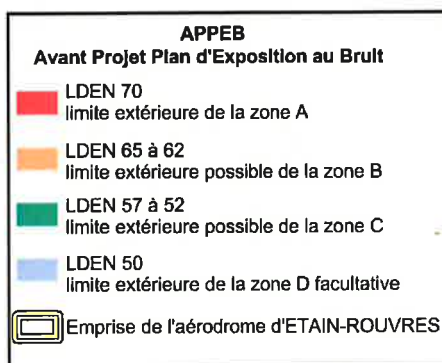 APPEB
Avant Projet Plan d'Exposition au Bruit
LDEN 70
limite extérieure de la zone A
LDEN 65 à 62
limite extérieure possible de la zone B
LDEN 57 à 52
limite extérieure possible de la zone C
LDEN 50
limite extérieure de la zone D facultative
Emprise de l'aérodrome d'ETAIN-ROUVRES